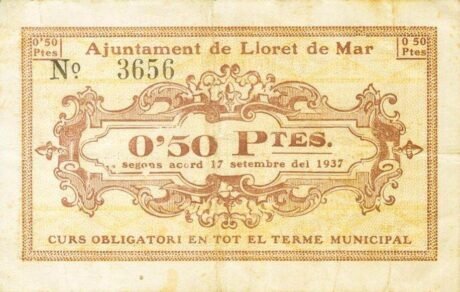 0'50 Ptes
Ajuntament de Lloret de Mar
0 50 Ptes
Nº 3656
0'50 PTES.
segons acord 17 setembre del 1937
CURS OBLIGATORI EN TOT EL TERME MUNICIPAL